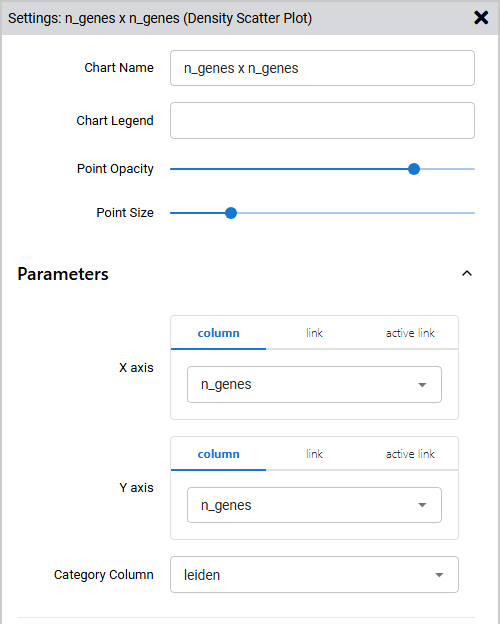 Settings: n_genes x n_genes (Density Scatter Plot)
Chart Name n_genes x n_genes
Chart Legend
Point Opacity
Point Size
Parameters
column link active link
X axis
n_genes
column link active link
Y axis
n_genes
Category Column leiden